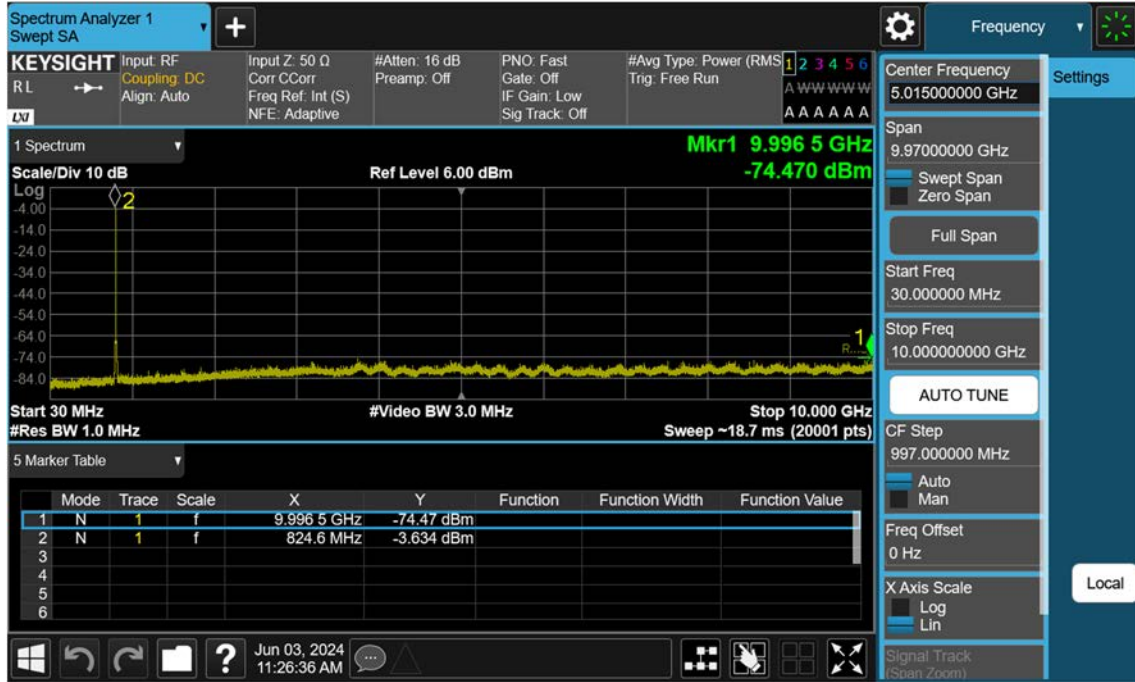 Spectrum Analyzer 1
Swept SA
Frequency
KEYSIGHT
R L
LXI
Input: RF
Coupling: DC
Align: Auto
Input Z: 50 Ω
Corr CCorr
Freq Ref: Int (S)
NFE: Adaptive
#Atten: 16 dB
Preamp: Off
PNO: Fast
Gate: Off
IF Gain: Low
Sig Track: Off
#Avg Type: Power (RMS
Trig: Free Run
1 2 3 4 5 6
A W W W W W
A A A A A A
1 Spectrum
Mkr1 9.996 5 GHz
-74.470 dBm
Scale/Div 10 dB
Ref Level 6.00 dBm
Log
2
-4.00
-14.0
-24.0
-34.0
-44.0
-54.0
-64.0
-74.0
-84.0
1
R...
Start 30 MHz
#Video BW 3.0 MHz
Stop 10.000 GHz
#Res BW 1.0 MHz
Sweep ~18.7 ms (20001 pts)
5 Marker Table
Mode Trace Scale X Y Function Function Width Function Value
1 N 1 f 9.996 5 GHz -74.47 dBm
2 N 1 f 824.6 MHz -3.634 dBm
3
4
5
6
?
Jun 03, 2024
11:26:36 AM
Center Frequency
5.015000000 GHz
Settings
Span
9.97000000 GHz
Swept Span
Zero Span
Full Span
Start Freq
30.000000 MHz
Stop Freq
10.000000000 GHz
AUTO TUNE
CF Step
997.000000 MHz
Auto
Man
Freq Offset
0 Hz
X Axis Scale
Log
Lin
Local
Signal Track
(Span Zoom)